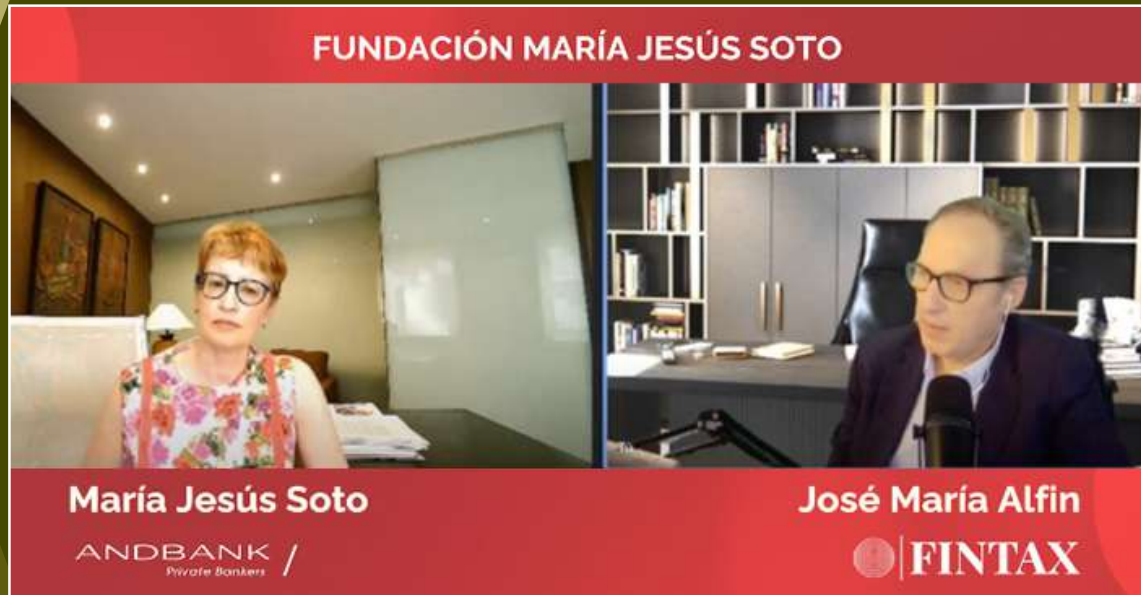 FUNDACIÓN MARÍA JESÚS SOTO
María Jesús Soto
ANDBANK /
Private Bankers
José María Alfin
FINTAX